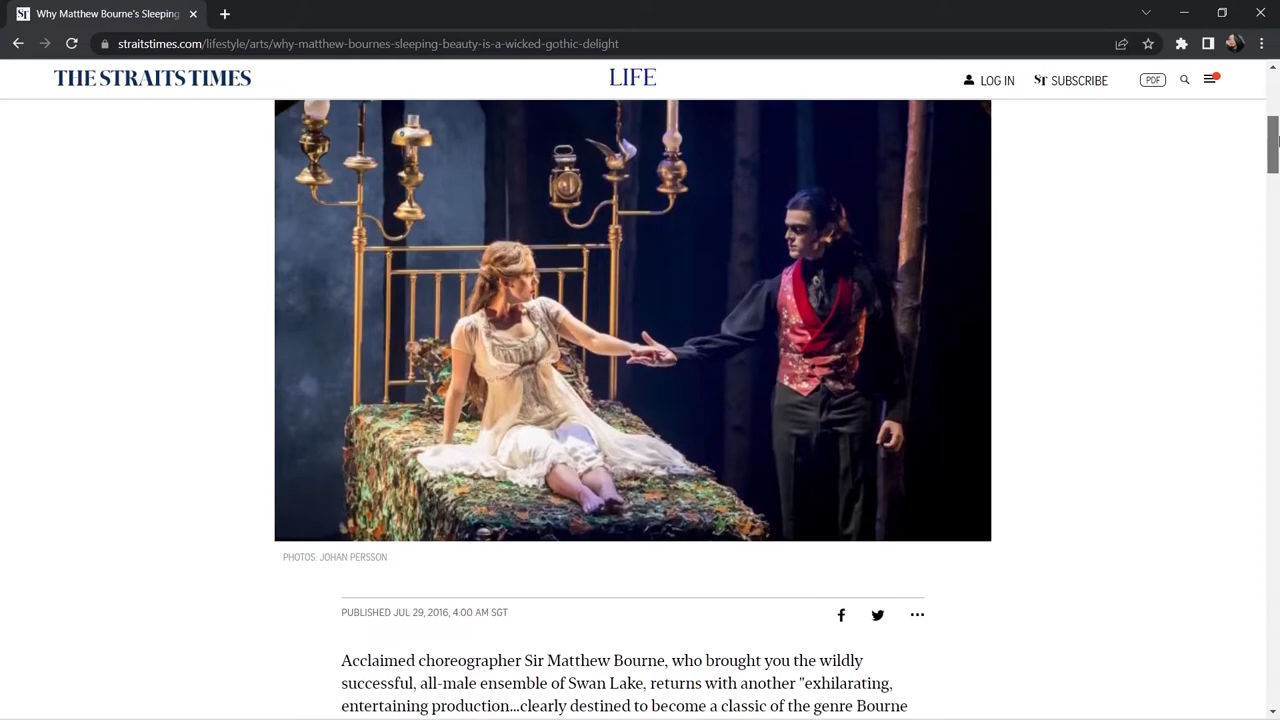 Why Matthew Bourne's Sleeping
straitstimes.com/lifestyle/arts/why-matthew-bournes-sleeping-beauty-is-a-wicked-gothic-delight
THE STRAITS TIMES
LIFE
LOG IN
ST SUBSCRIBE
PDF
PHOTOS: JOHAN PERSSON
PUBLISHED JUL 29, 2016, 4:00 AM SGT
Acclaimed choreographer Sir Matthew Bourne, who brought you the wildly
successful, all-male ensemble of Swan Lake, returns with another "exhilarating,
entertaining production...clearly destined to become a classic of the genre Bourne